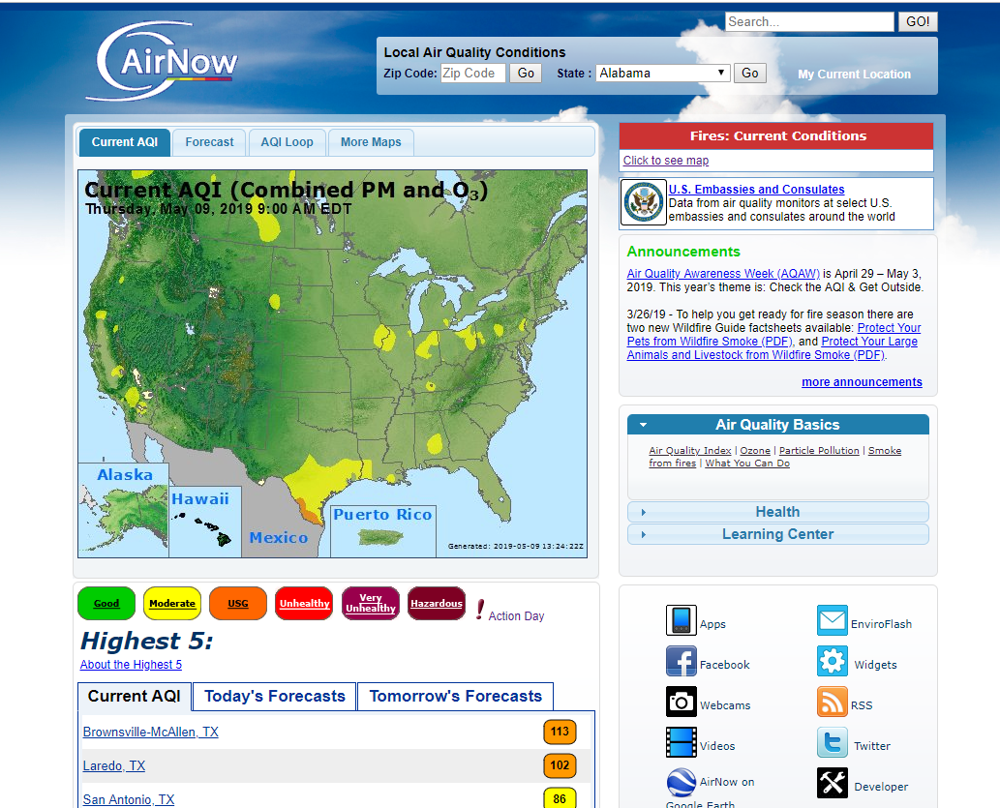 Search...
GO!
AirNow
Local Air Quality Conditions
Zip Code: Zip Code Go State : Alabama Go
My Current Location
Current AQI Forecast AQI Loop More Maps
Current AQI (Combined PM and O₃)
Thursday, May 09, 2019 9:00 AM EDT
Alaska
Hawaii
Mexico
Puerto Rico
Generated: 2019-05-09 13:24:22Z
Fires: Current Conditions
Click to see map
U.S. Embassies and Consulates
Data from air quality monitors at select U.S.
embassies and consulates around the world
Announcements
Air Quality Awareness Week (AQAW) is April 29 – May 3,
2019. This year's theme is: Check the AQI & Get Outside.
3/26/19 - To help you get ready for fire season there are
two new Wildfire Guide factsheets available: Protect Your
Pets from Wildfire Smoke (PDF), and Protect Your Large
Animals and Livestock from Wildfire Smoke (PDF).
more announcements
Air Quality Basics
Air Quality Index | Ozone | Particle Pollution | Smoke
from fires | What You Can Do
Health
Learning Center
Good
Moderate
USG
Unhealthy
Very
Unhealthy
Hazardous
! Action Day
Highest 5:
About the Highest 5
Current AQI Today's Forecasts Tomorrow's Forecasts
Brownsville-McAllen, TX 113
Laredo, TX 102
San Antonio, TX 86
Apps
EnviroFlash
Facebook
Widgets
Webcams
RSS
Videos
Twitter
AirNow on
Google Earth
Developer